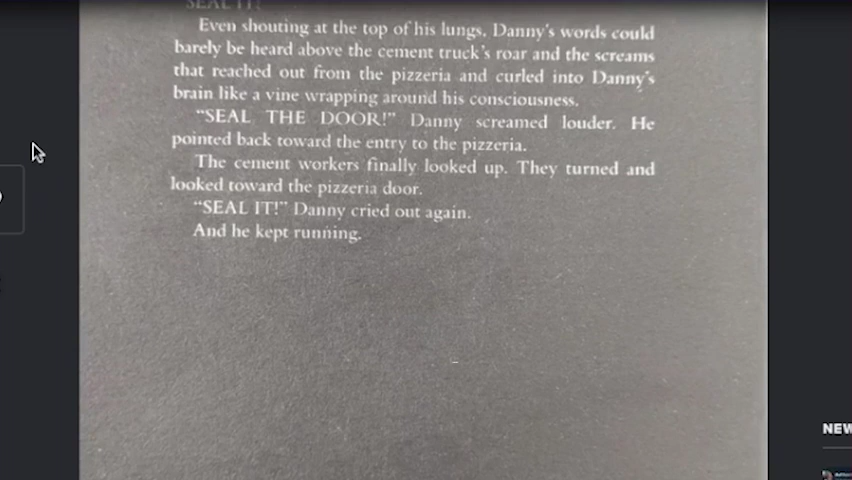 SEAL IT!
Even shouting at the top of his lungs, Danny's words could
barely be heard above the cement truck's roar and the screams
that reached out from the pizzeria and curled into Danny's
brain like a vine wrapping around his consciousness.
"SEAL THE DOOR!" Danny screamed louder. He
pointed back toward the entry to the pizzeria.
The cement workers finally looked up. They turned and
looked toward the pizzeria door.
"SEAL IT!" Danny cried out again.
And he kept running.
NEW